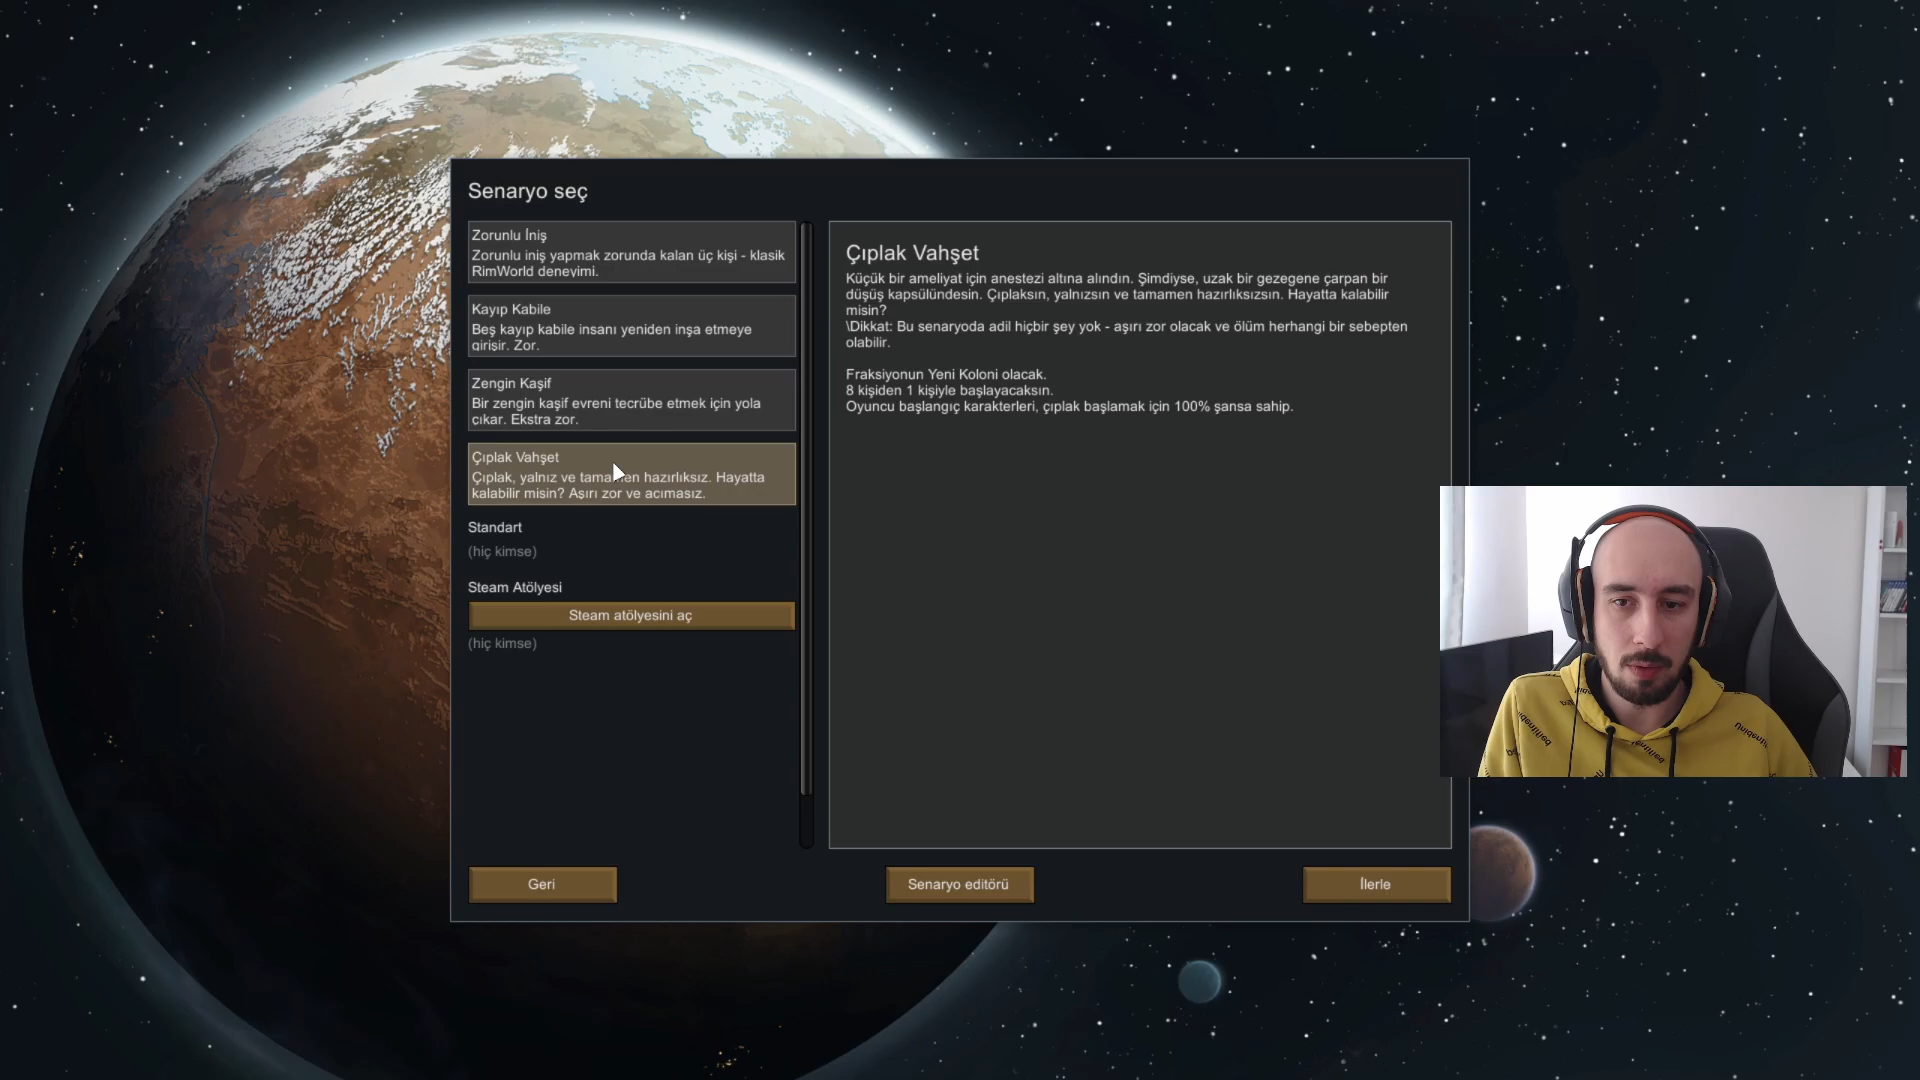 Senaryo seç
Zorunlu İniş
Zorunlu iniş yapmak zorunda kalan üç kişi - klasik
RimWorld deneyimi.
Kayıp Kabile
Beş kayıp kabile insanı yeniden inşa etmeye
girişir. Zor.
Zengin Kaşif
Bir zengin kaşif evreni tecrübe etmek için yola
çıkar. Ekstra zor.
Çıplak Vahşet
Çıplak, yalnız ve tamamen hazırlıksız. Hayatta
kalabilir misin? Aşırı zor ve acımasız.
Standart
(hiç kimse)
Steam Atölyesi
Steam atölyesini aç
(hiç kimse)
Çıplak Vahşet
Küçük bir ameliyat için anestezi altına alındın. Şimdiyse, uzak bir gezegene çarpan bir
düşüş kapsülündesin. Çıplaksın, yalnızsın ve tamamen hazırlıksızsın. Hayatta kalabilir
misin?
\Dikkat: Bu senaryoda adil hiçbir şey yok - aşırı zor olacak ve ölüm herhangi bir sebepten
olabilir.
Fraksiyonun Yeni Koloni olacak.
8 kişiden 1 kişiyle başlayacaksın.
Oyuncu başlangıç karakterleri, çıplak başlamak için 100% şansa sahip.
Geri
Senaryo editörü
İlerle